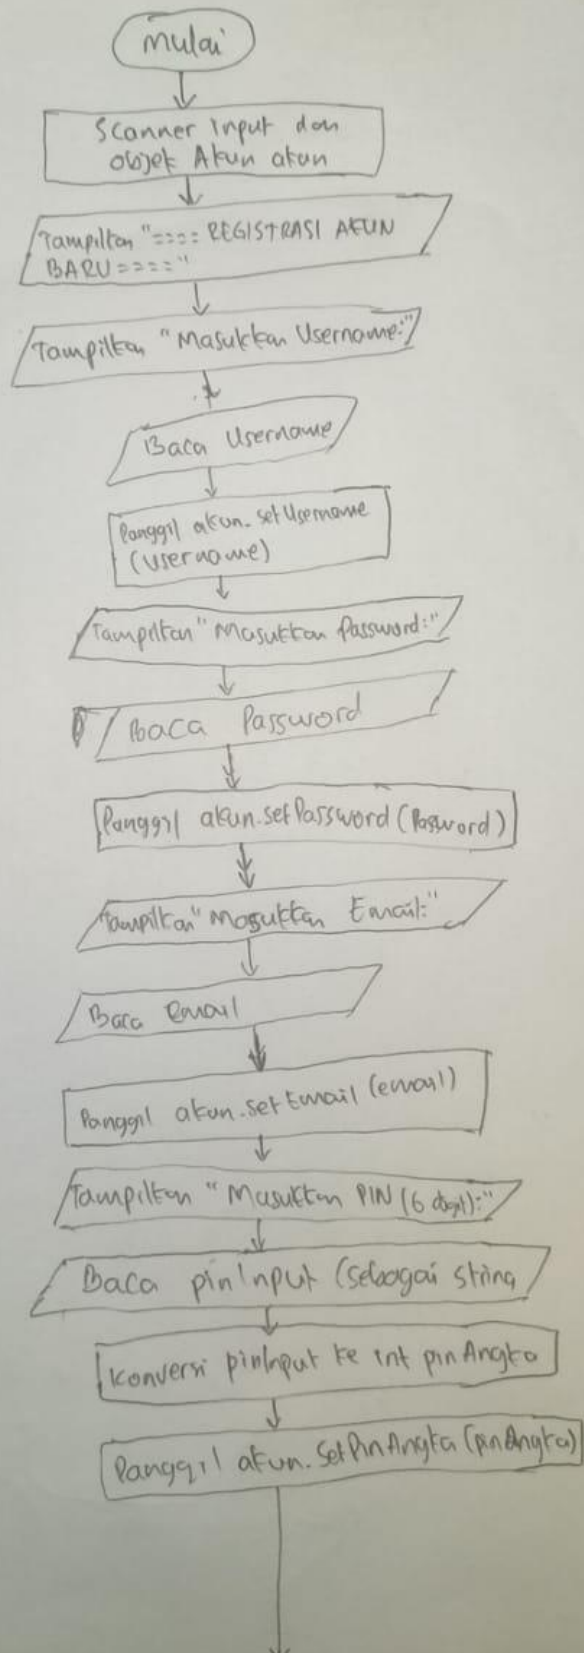 mulai
Scanner input dan
objek Akun akun
Tampilkan "==== REGISTRASI AKUN
BARU ===="
Tampilkan "Masukkan Username:"
Baca Username
Panggil akun.setUsername
(username)
Tampilkan "Masukkan Password:"
Baca Password
Panggil akun.setPassword (Password)
Tampilkan "Masukkan Email:"
Baca email
Panggil akun.setEmail (email)
Tampilkan "Masukkan PIN (6 digit):"
Baca pinInput (sebagai string
Konversi pinInput ke int pinAngka
Panggil akun.SetPinAngka (pinAngka)